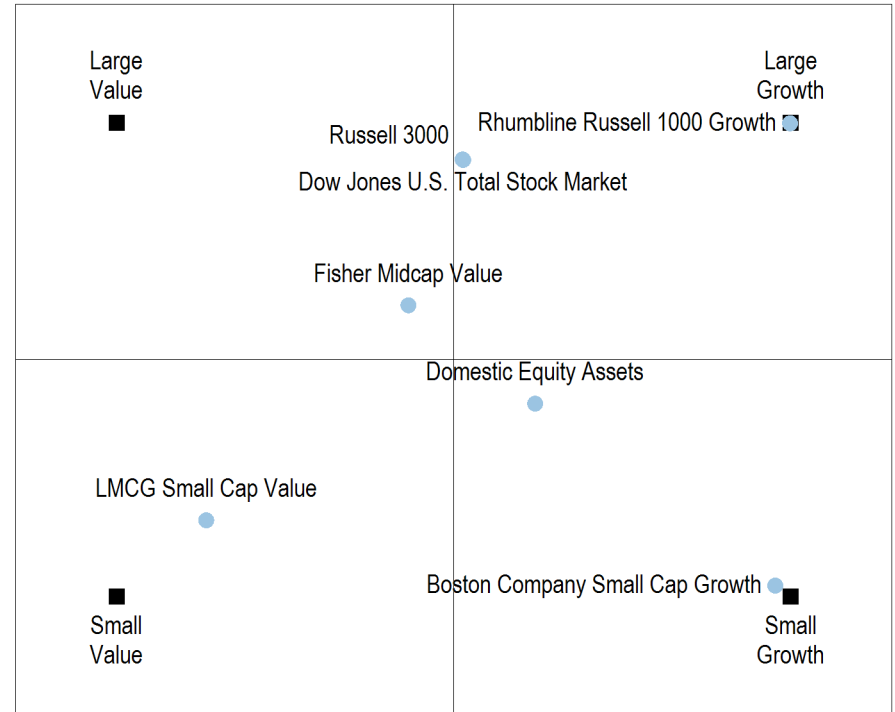 Large
Value
Large
Growth
Rhumbline Russell 1000 Growth
Russell 3000
Dow Jones U.S. Total Stock Market
Fisher Midcap Value
Domestic Equity Assets
LMCG Small Cap Value
Boston Company Small Cap Growth
Small
Value
Small
Growth